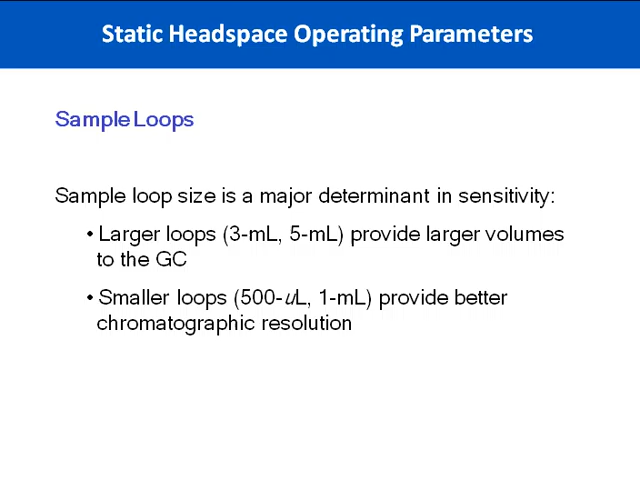 Static Headspace Operating Parameters
Sample Loops
Sample loop size is a major determinant in sensitivity:
• Larger loops (3-mL, 5-mL) provide larger volumes
to the GC
• Smaller loops (500-uL, 1-mL) provide better
chromatographic resolution